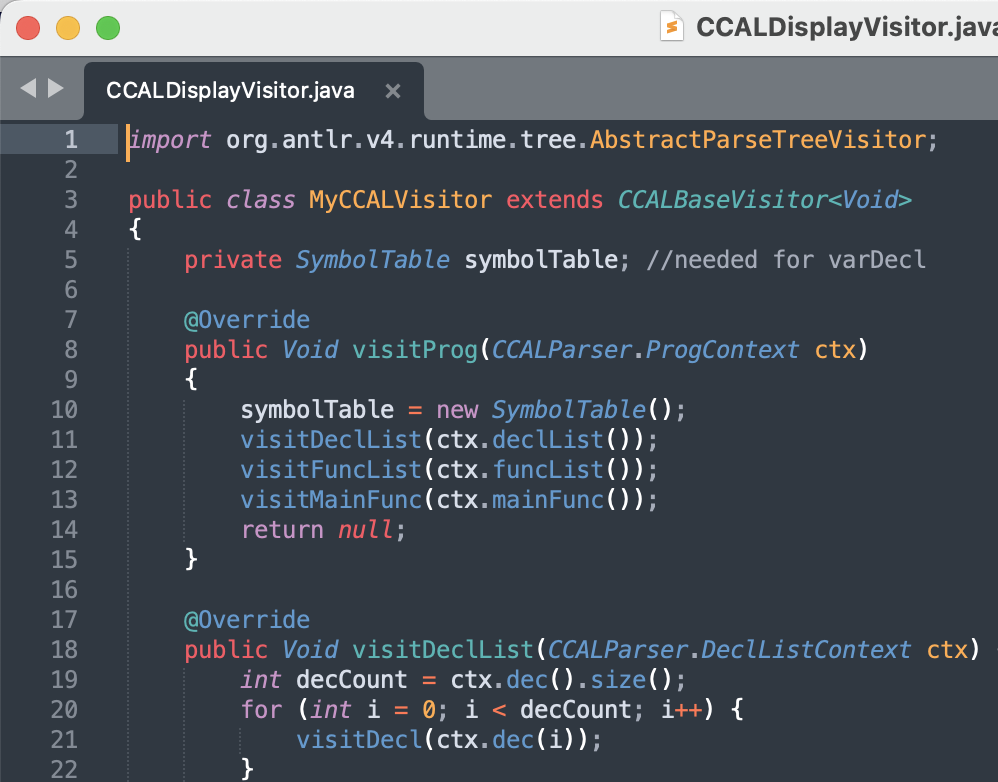 CCALDisplayVisitor.java
CCALDisplayVisitor.java ×
1 import org.antlr.v4.runtime.tree.AbstractParseTreeVisitor;
2
3 public class MyCCALVisitor extends CCALBaseVisitor<Void>
4 {
5     private SymbolTable symbolTable; //needed for varDecl
6
7     @Override
8     public Void visitProg(CCALParser.ProgContext ctx)
9     {
10         symbolTable = new SymbolTable();
11         visitDeclList(ctx.declList());
12         visitFuncList(ctx.funcList());
13         visitMainFunc(ctx.mainFunc());
14         return null;
15     }
16
17     @Override
18     public Void visitDeclList(CCALParser.DeclListContext ctx)
19         int decCount = ctx.dec().size();
20         for (int i = 0; i < decCount; i++) {
21             visitDecl(ctx.dec(i));
22         }